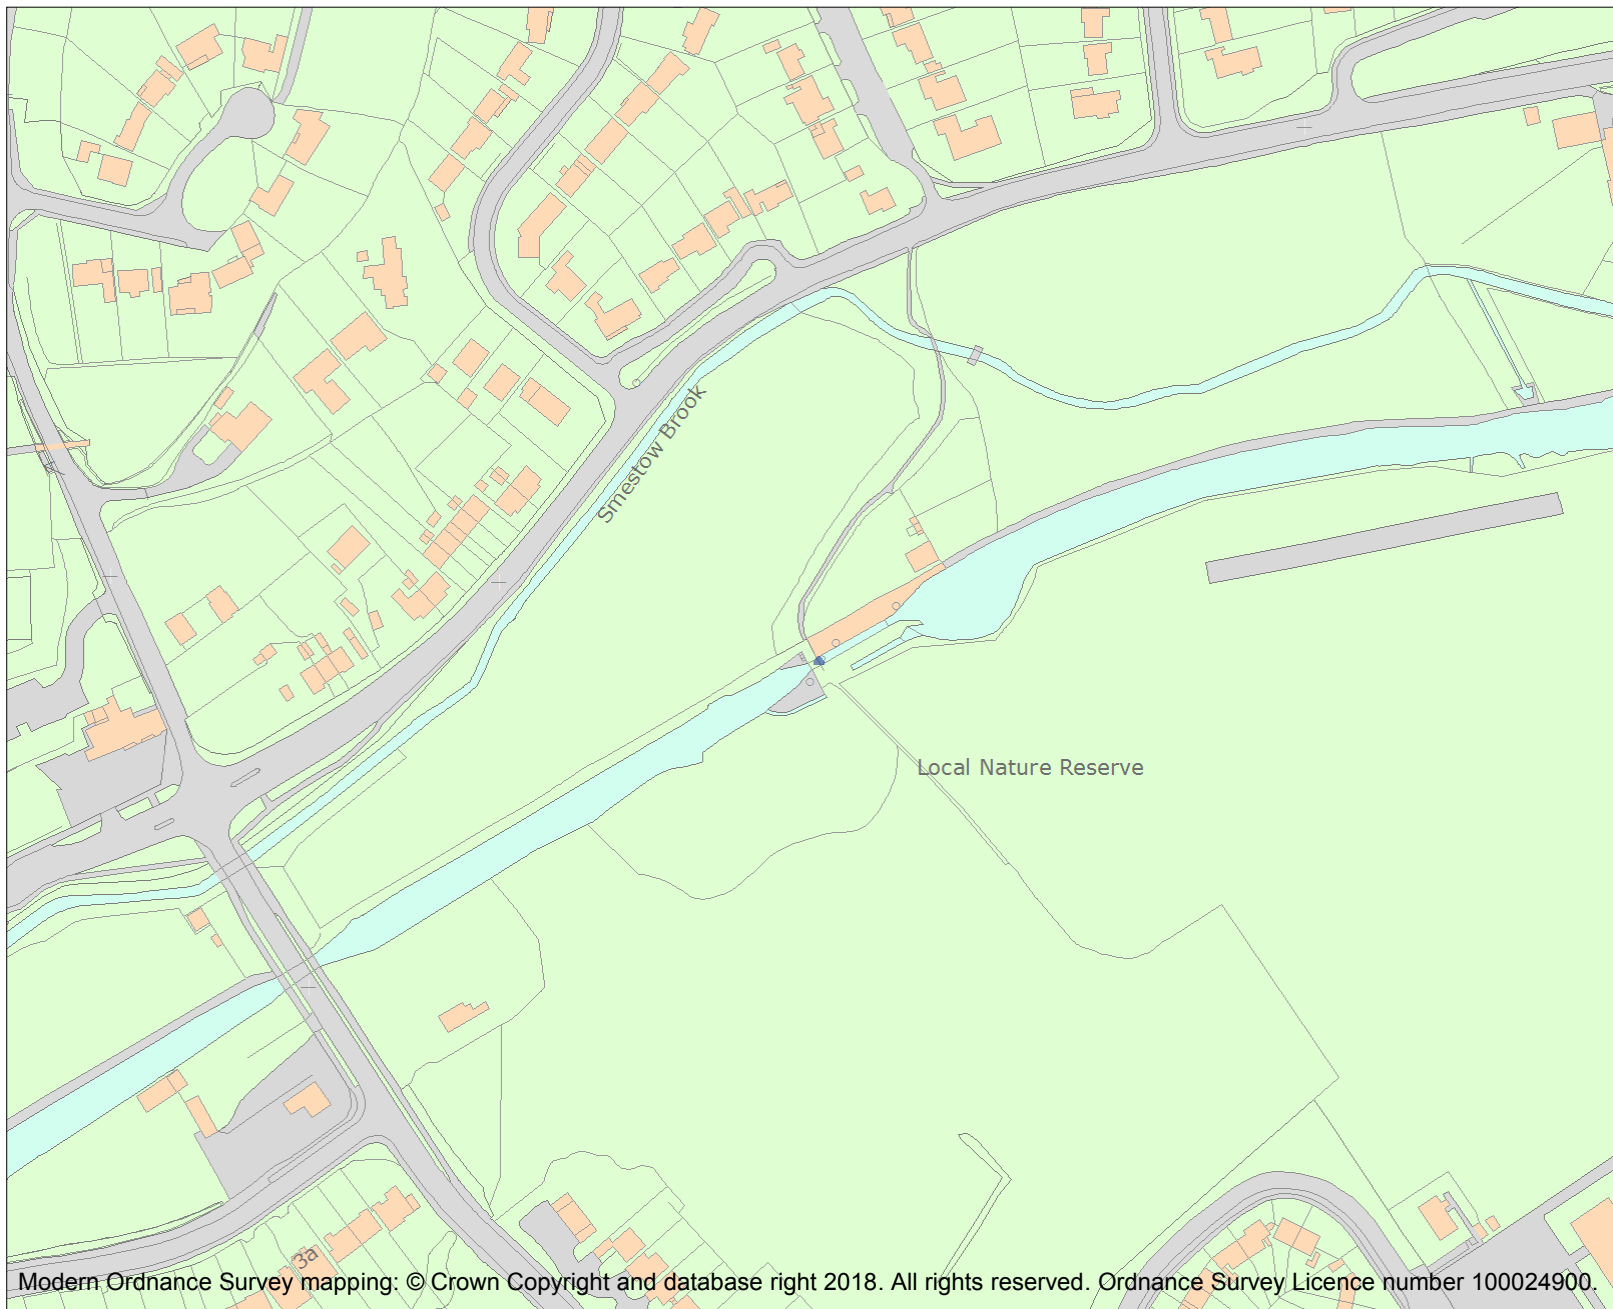 Smestow Brook
Local Nature Reserve
3a
Modern Ordnance Survey mapping: © Crown Copyright and database right 2018. All rights reserved. Ordnance Survey Licence number 100024900.